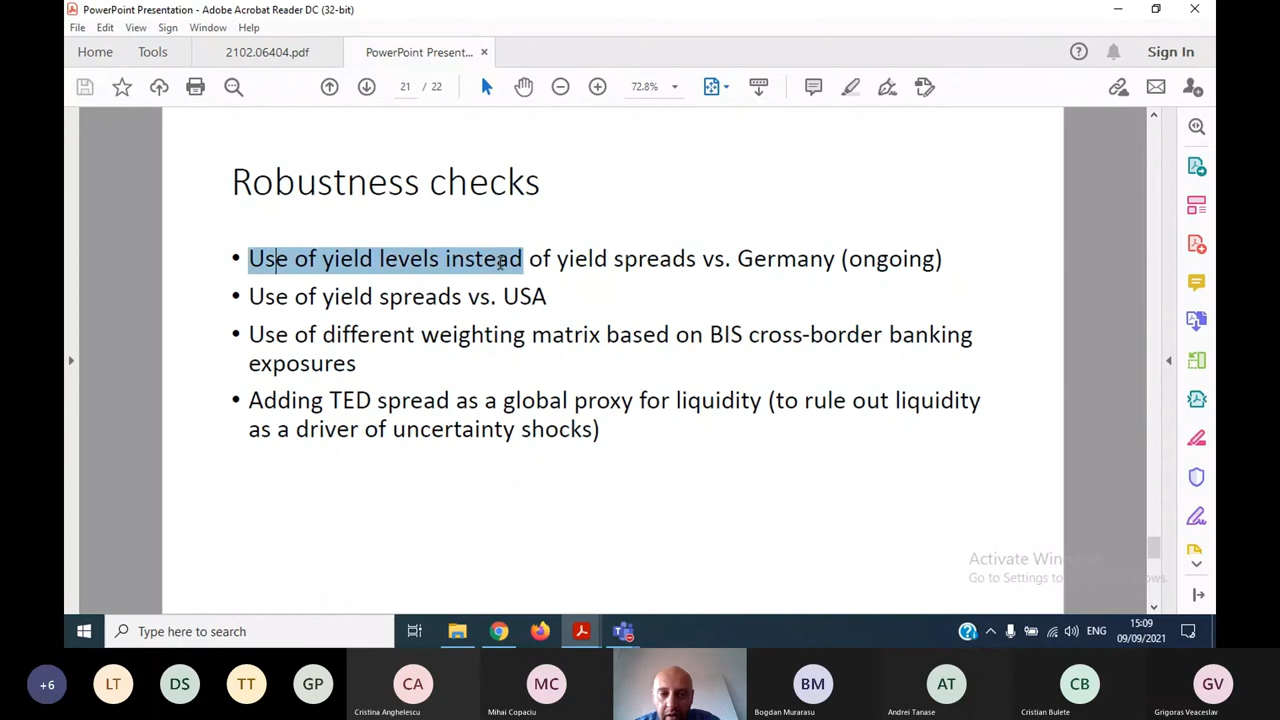 PowerPoint Presentation - Adobe Acrobat Reader DC (32-bit)
File Edit View Sign Window Help
Home Tools 2102.06404.pdf PowerPoint Present... × Sign In
21 / 22 72.8%
Robustness checks
• Use of yield levels instead of yield spreads vs. Germany (ongoing)
• Use of yield spreads vs. USA
• Use of different weighting matrix based on BIS cross-border banking
exposures
• Adding TED spread as a global proxy for liquidity (to rule out liquidity
as a driver of uncertainty shocks)
Activate Win
Go to Settings to ows.
Type here to search
ENG
15:09
09/09/2021
+6 LT DS TT GP CA MC BM AT CB GV
Cristina Anghelescu Mihai Copaciu Bogdan Murarasu Andrei Tanase Cristian Bulete Grigoras Veaceslav